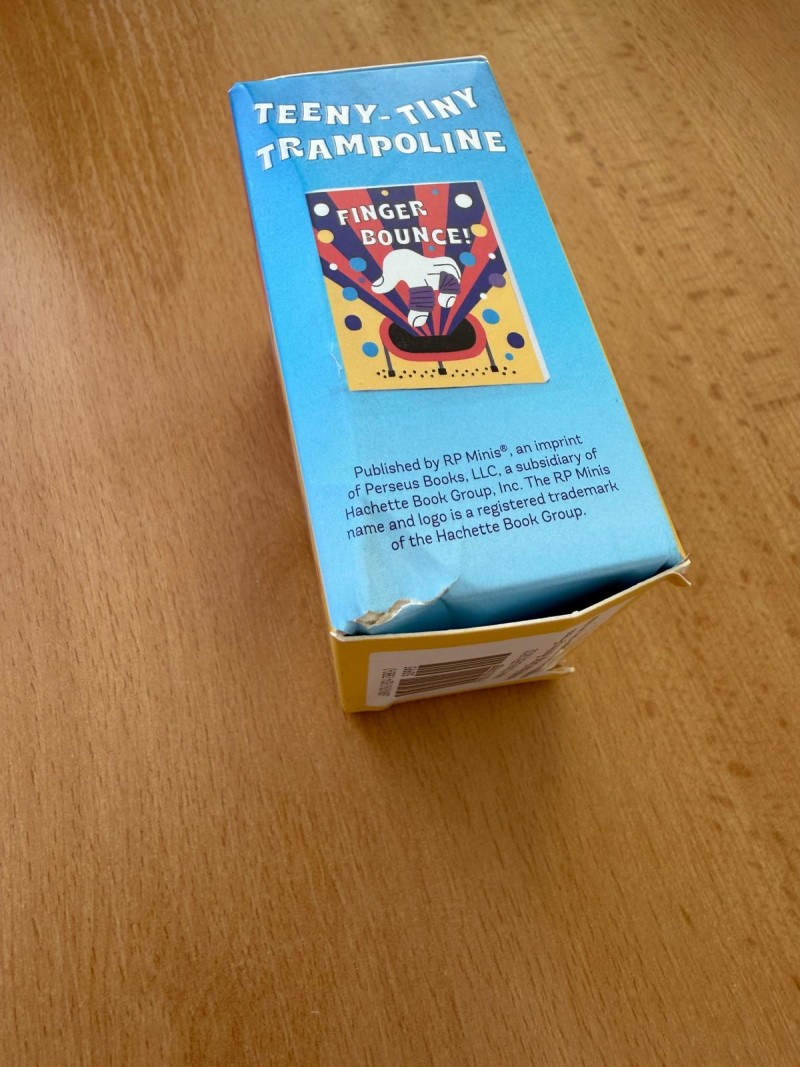 TEENY-TINY
TRAMPOLINE
FINGER
BOUNCE!
Published by RP Minis®, an imprint
of Perseus Books, LLC, a subsidiary of
Hachette Book Group, Inc. The RP Minis
name and logo is a registered trademark
of the Hachette Book Group.